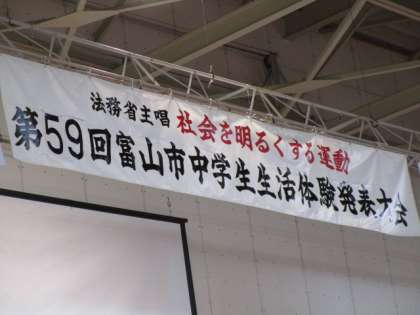 法務省主唱 社会を明るくする運動
第59回富山市中学生生活体験発表大会